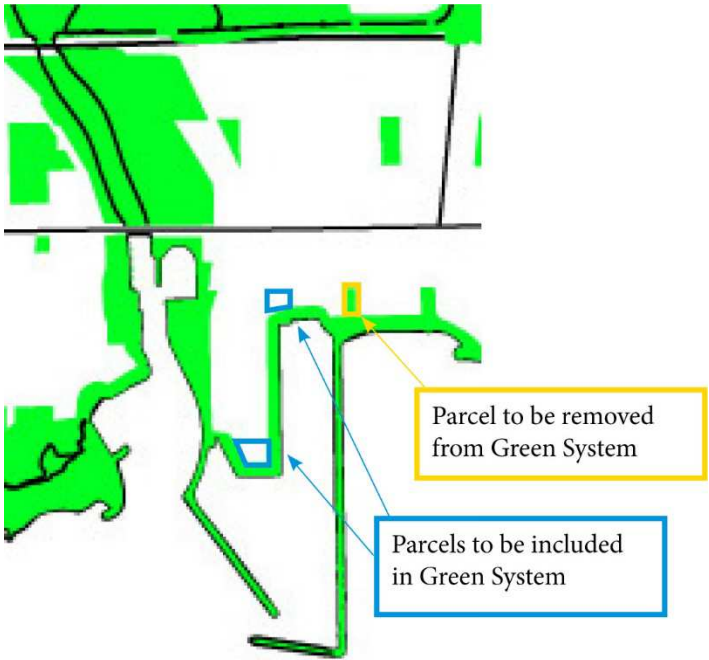 Parcel to be removed
from Green System
Parcels to be included
in Green System